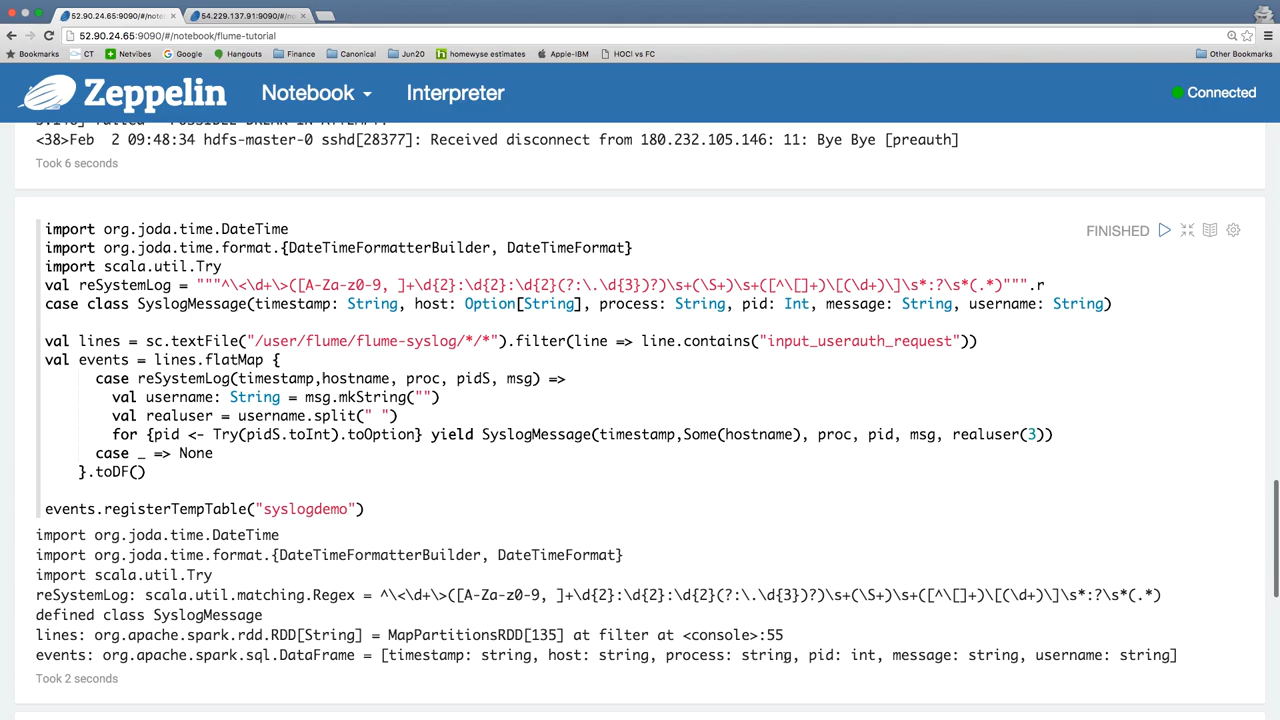 52.90.24.65:9090/#/note
54.229.137.91:9090/#/no
52.90.24.65:9090/#/notebook/flume-tutorial
Bookmarks CT Netvibes Google Hangouts Finance Canonical Jun20 homewyse estimates Apple-IBM HOCI vs FC Other Bookmarks
Zeppelin Notebook Interpreter Connected
<38>Feb  2 09:48:34 hdfs-master-0 sshd[28377]: Received disconnect from 180.232.105.146: 11: Bye Bye [preauth]
Took 6 seconds
FINISHED
import org.joda.time.DateTime
import org.joda.time.format.{DateTimeFormatterBuilder, DateTimeFormat}
import scala.util.Try
val reSystemLog = """^\<\d+\>([A-Za-z0-9, ]+\d{2}:\d{2}:\d{2}(?:\.\d{3})?)\s+(\S+)\s+([^\[]+)\[(\d+)\]\s*:?\s*(.*)""".r
case class SyslogMessage(timestamp: String, host: Option[String], process: String, pid: Int, message: String, username: String)
val lines = sc.textFile("/user/flume/flume-syslog/*/*").filter(line => line.contains("input_userauth_request"))
val events = lines.flatMap {
case reSystemLog(timestamp,hostname, proc, pidS, msg) =>
val username: String = msg.mkString("")
val realuser = username.split(" ")
for {pid <- Try(pidS.toInt).toOption} yield SyslogMessage(timestamp,Some(hostname), proc, pid, msg, realuser(3))
case _ => None
}.toDF()
events.registerTempTable("syslogdemo")
import org.joda.time.DateTime
import org.joda.time.format.{DateTimeFormatterBuilder, DateTimeFormat}
import scala.util.Try
reSystemLog: scala.util.matching.Regex = ^\<\d+\>([A-Za-z0-9, ]+\d{2}:\d{2}:\d{2}(?:\.\d{3})?)\s+(\S+)\s+([^\[]+)\[(\d+)\]\s*:?\s*(.*)
defined class SyslogMessage
lines: org.apache.spark.rdd.RDD[String] = MapPartitionsRDD[135] at filter at <console>:55
events: org.apache.spark.sql.DataFrame = [timestamp: string, host: string, process: string, pid: int, message: string, username: string]
Took 2 seconds